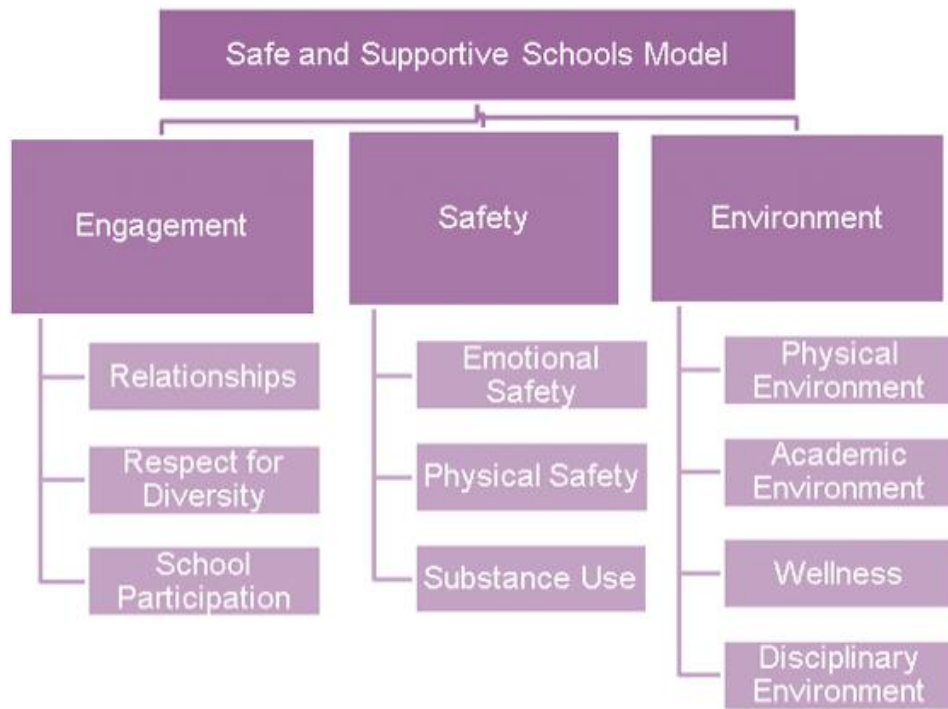 Safe and Supportive Schools Model
Engagement
Safety
Environment
Relationships
Respect for
Diversity
School
Participation
Emotional
Safety
Physical Safety
Substance Use
Physical
Environment
Academic
Environment
Wellness
Disciplinary
Environment